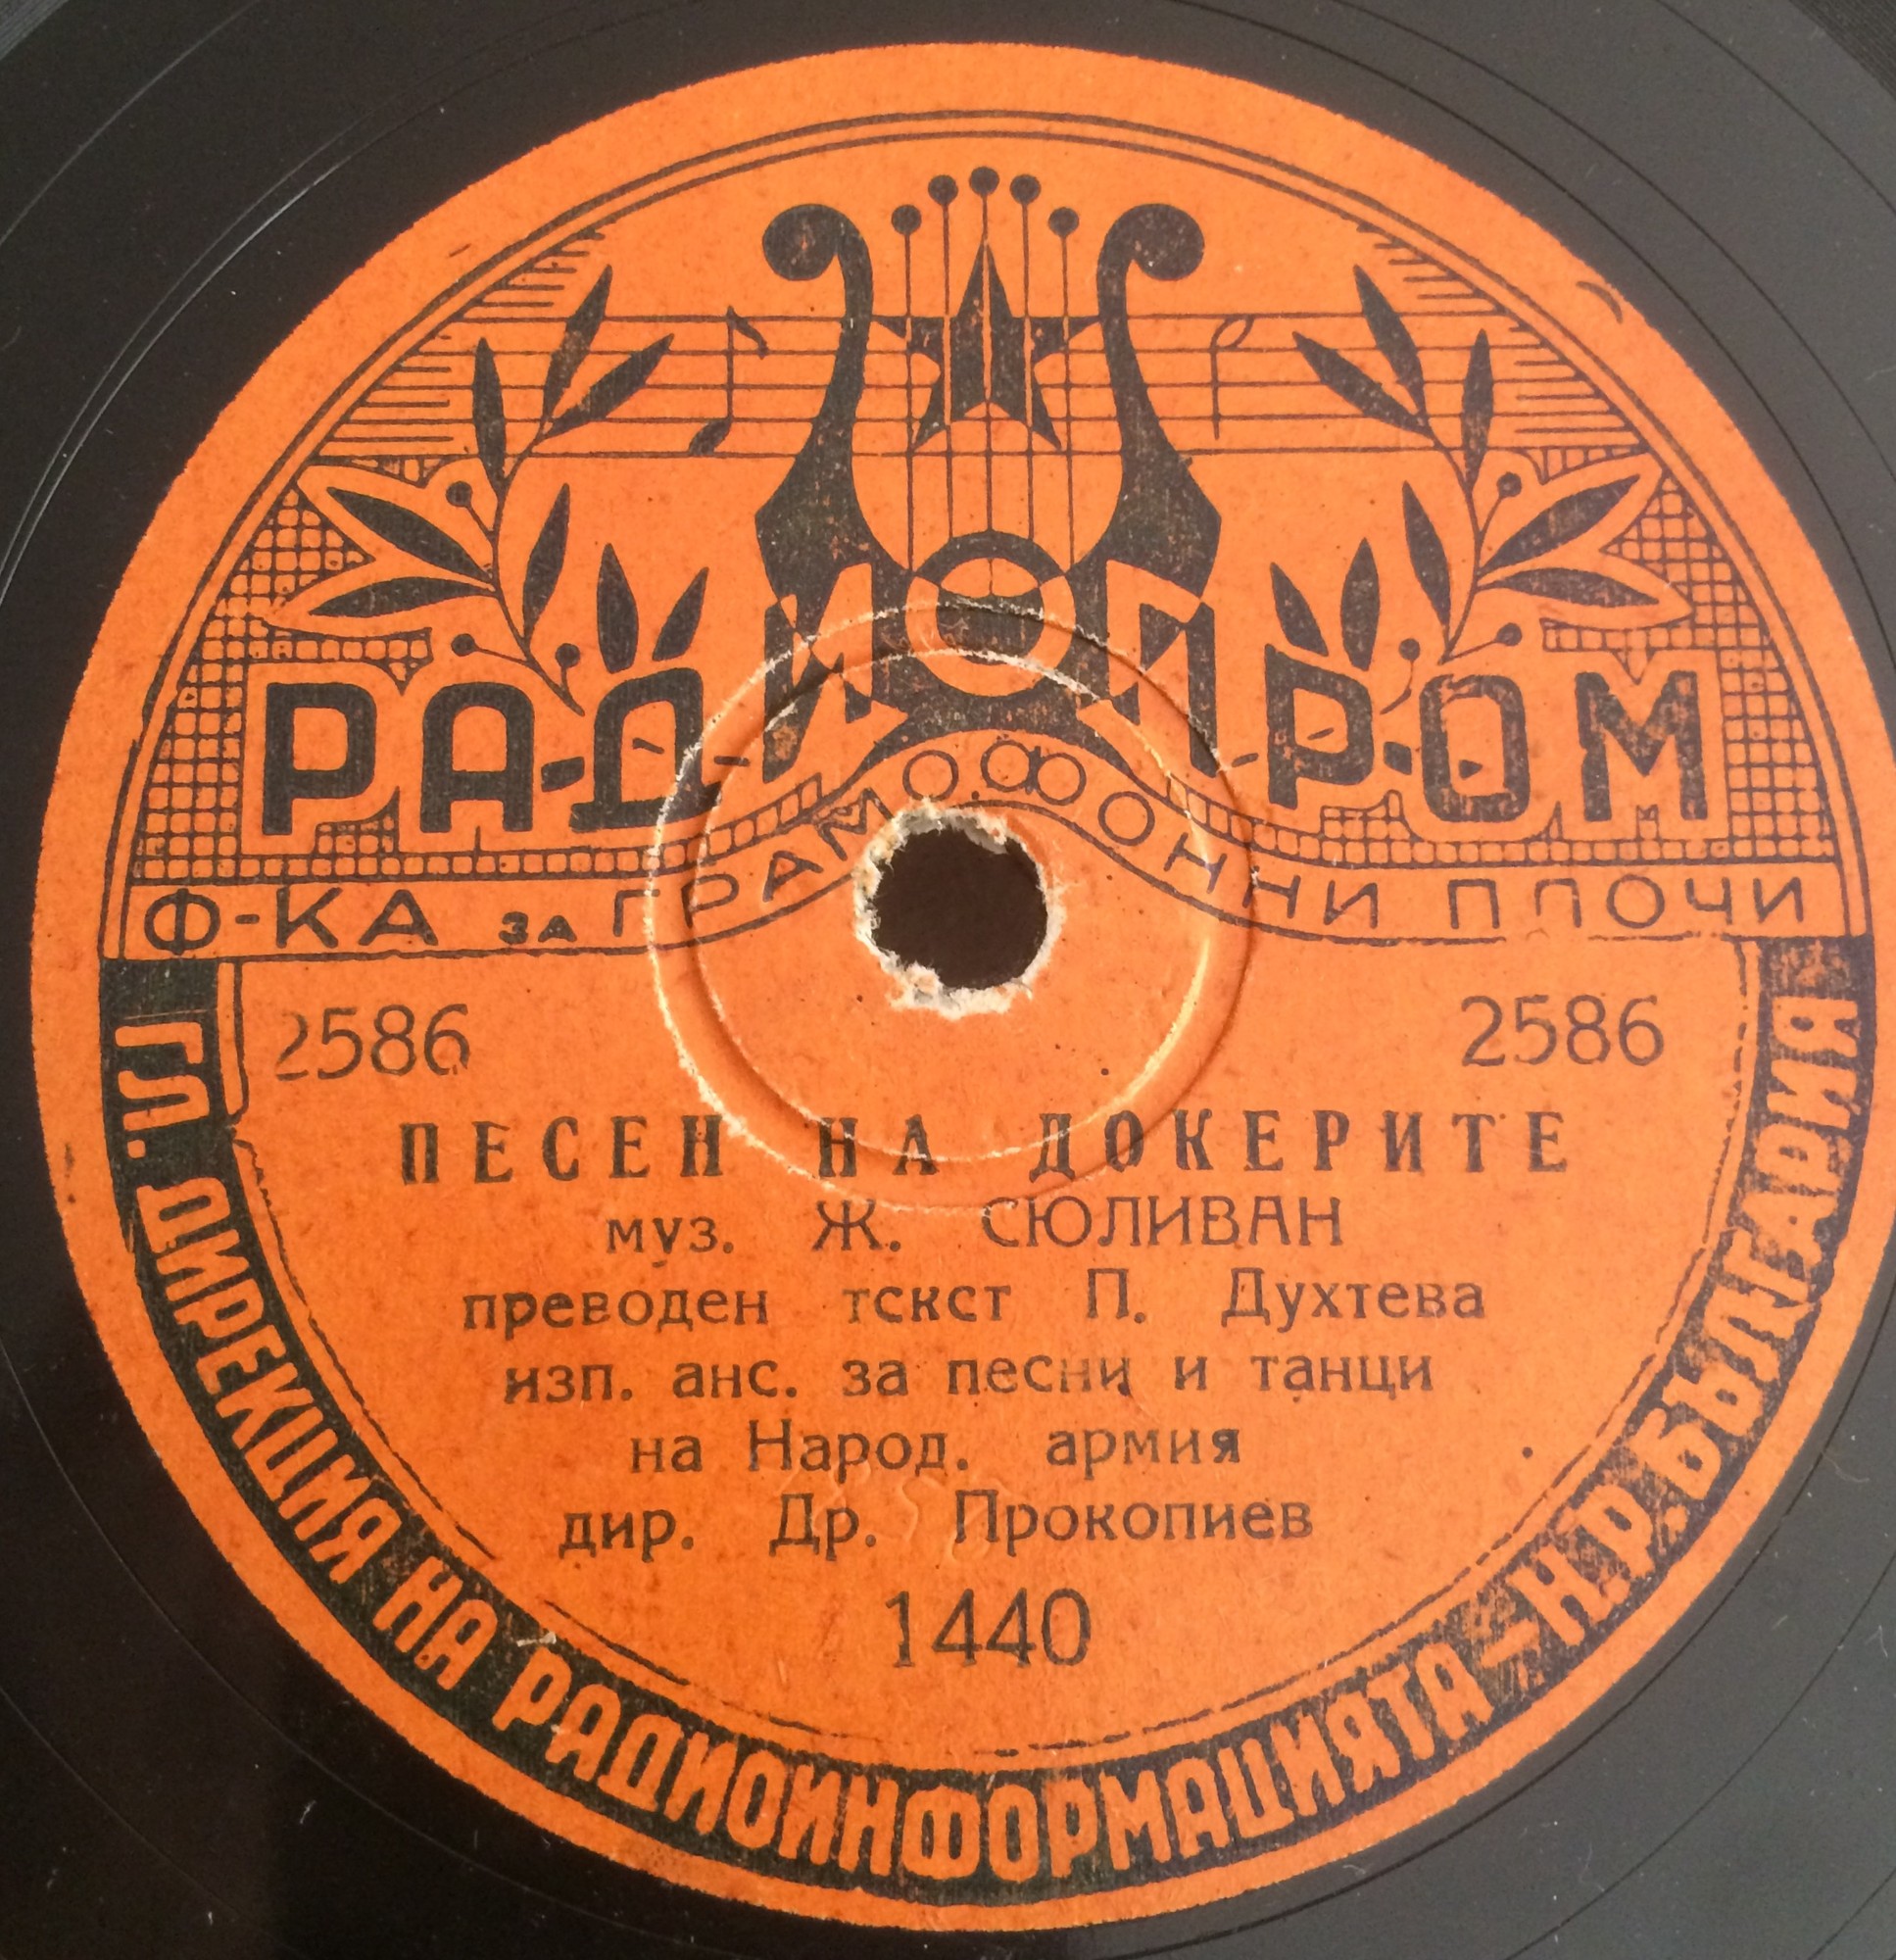 РАДИОПРОМ
Ф-КА ЗА ГРАМОФОННИ ПЛОЧИ
2586 2586
ПЕСЕН НА ДОКЕРИТЕ
муз. Ж. СЮЛИВАН
преводен тскст П. Духтева
изп. анс. за песни и танци
на Народ. армия
дир. Др. Прокопиев
1440
ГЛ. ДИРЕКЦИЯ НА РАДИОИНФОРМАЦИЯТА - Н.Р. БЪЛГАРИЯ